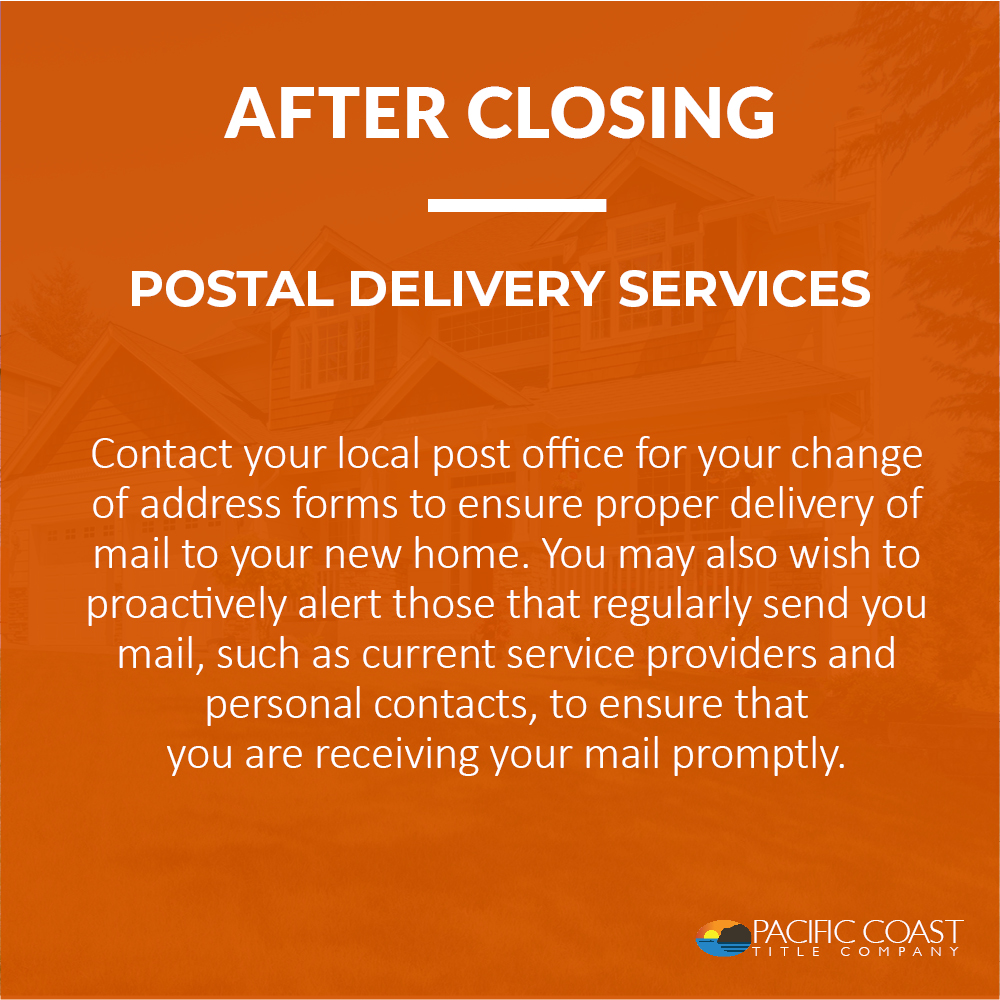 AFTER CLOSING
POSTAL DELIVERY SERVICES
Contact your local post office for your change
of address forms to ensure proper delivery of
mail to your new home. You may also wish to
proactively alert those that regularly send you
mail, such as current service providers and
personal contacts, to ensure that
you are receiving your mail promptly.
PACIFIC COAST
TITLE COMPANY